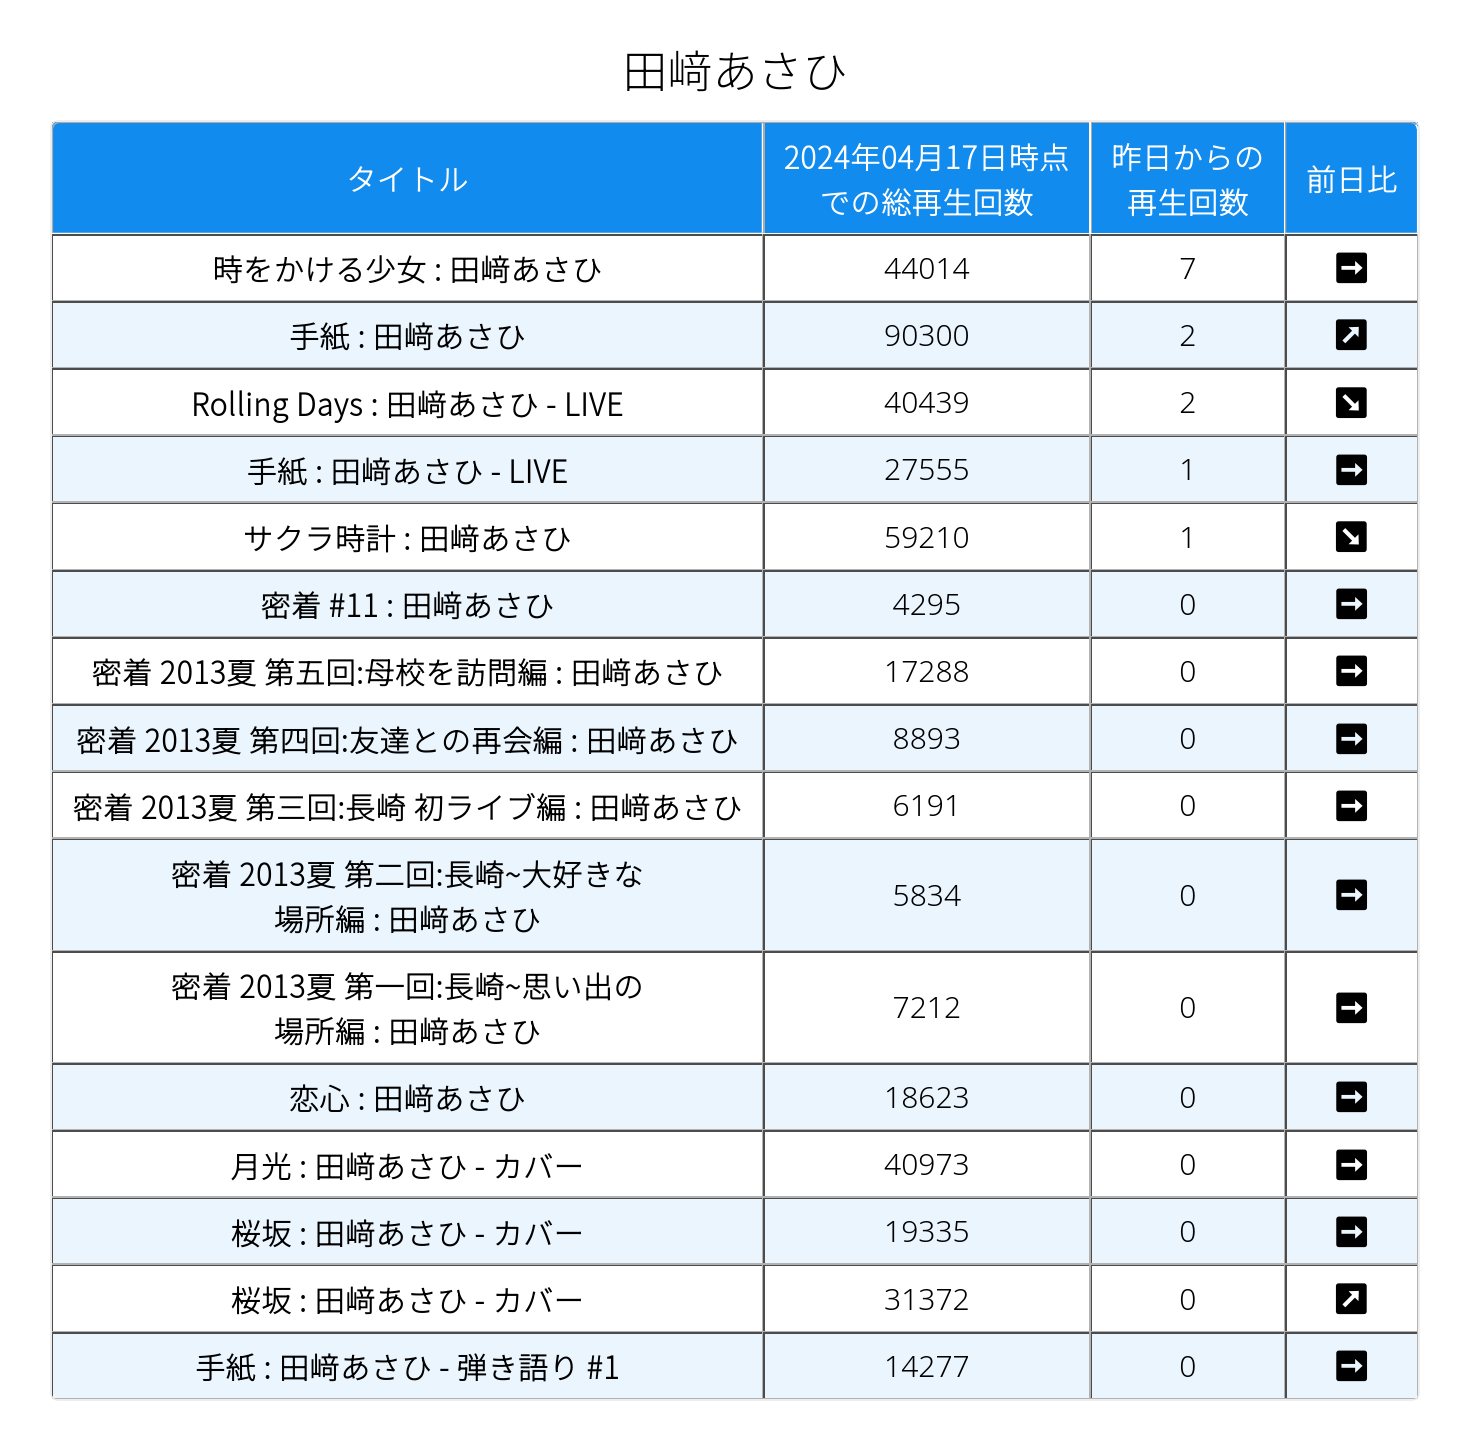 田﨑あさひ
タイトル
2024年04月17日時点
での総再生回数
昨日からの
再生回数
前日比
時をかける少女 : 田﨑あさひ
44014
7
手紙 : 田﨑あさひ
90300
2
Rolling Days : 田﨑あさひ - LIVE
40439
2
手紙 : 田﨑あさひ - LIVE
27555
1
サクラ時計 : 田﨑あさひ
59210
1
密着 #11 : 田﨑あさひ
4295
0
密着 2013夏 第五回:母校を訪問編 : 田﨑あさひ
17288
0
密着 2013夏 第四回:友達との再会編 : 田﨑あさひ
8893
0
密着 2013夏 第三回:長崎 初ライブ編 : 田﨑あさひ
6191
0
密着 2013夏 第二回:長崎~大好きな
場所編 : 田﨑あさひ
5834
0
密着 2013夏 第一回:長崎~思い出の
場所編 : 田﨑あさひ
7212
0
恋心 : 田﨑あさひ
18623
0
月光 : 田﨑あさひ - カバー
40973
0
桜坂 : 田﨑あさひ - カバー
19335
0
桜坂 : 田﨑あさひ - カバー
31372
0
手紙 : 田﨑あさひ - 弾き語り #1
14277
0